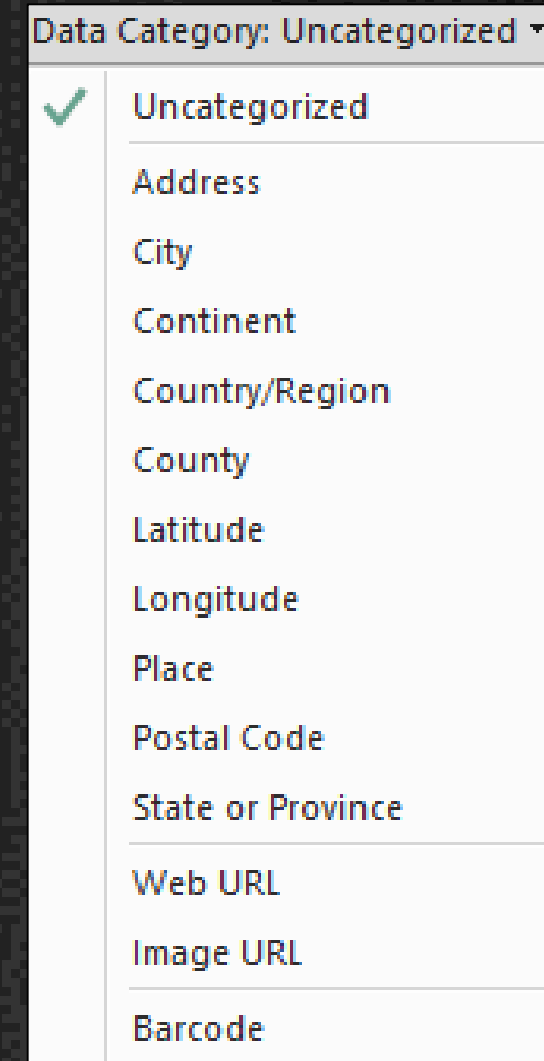 Data Category: Uncategorized
Uncategorized
Address
City
Continent
Country/Region
County
Latitude
Longitude
Place
Postal Code
State or Province
Web URL
Image URL
Barcode